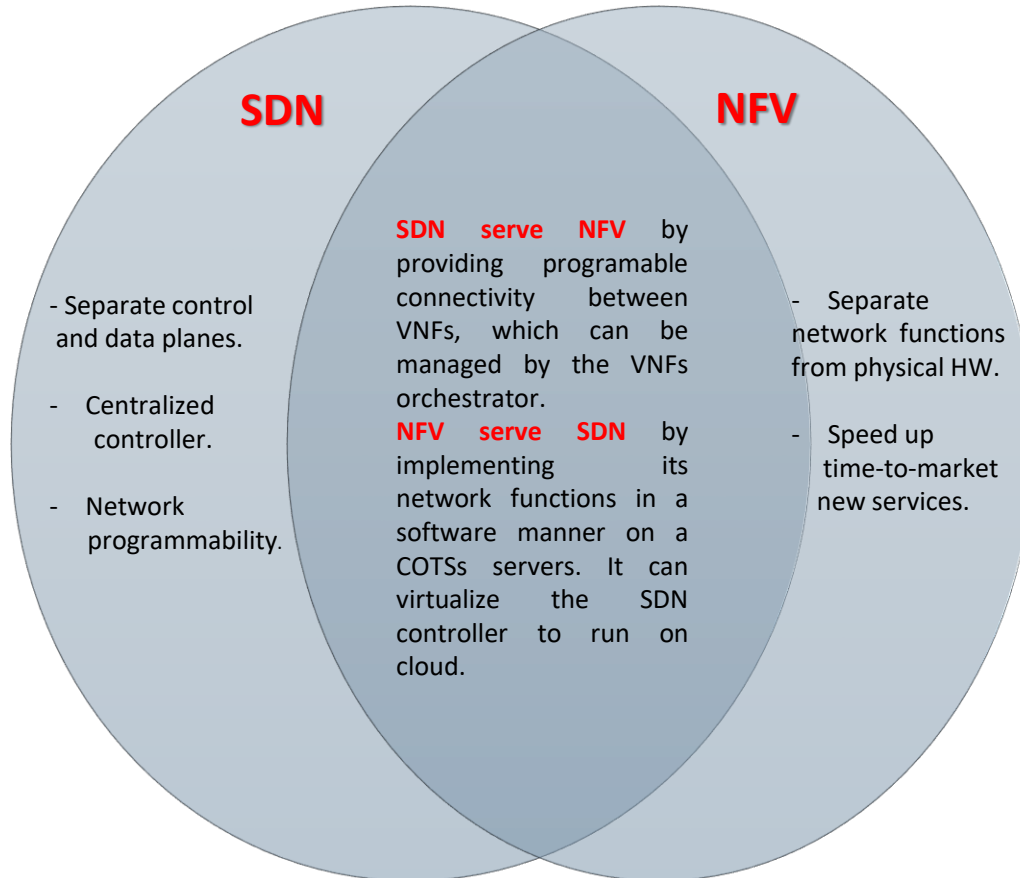 SDN
NFV
- Separate control
and data planes.
- Centralized
controller.
- Network
programmability.
SDN serve NFV by
providing programable
connectivity between
VNFs, which can be
managed by the VNFs
orchestrator.
NFV serve SDN by
implementing its
network functions in a
software manner on a
COTSs servers. It can
virtualize the SDN
controller to run on
cloud.
- Separate
network functions
from physical HW.
- Speed up
time-to-market
new services.